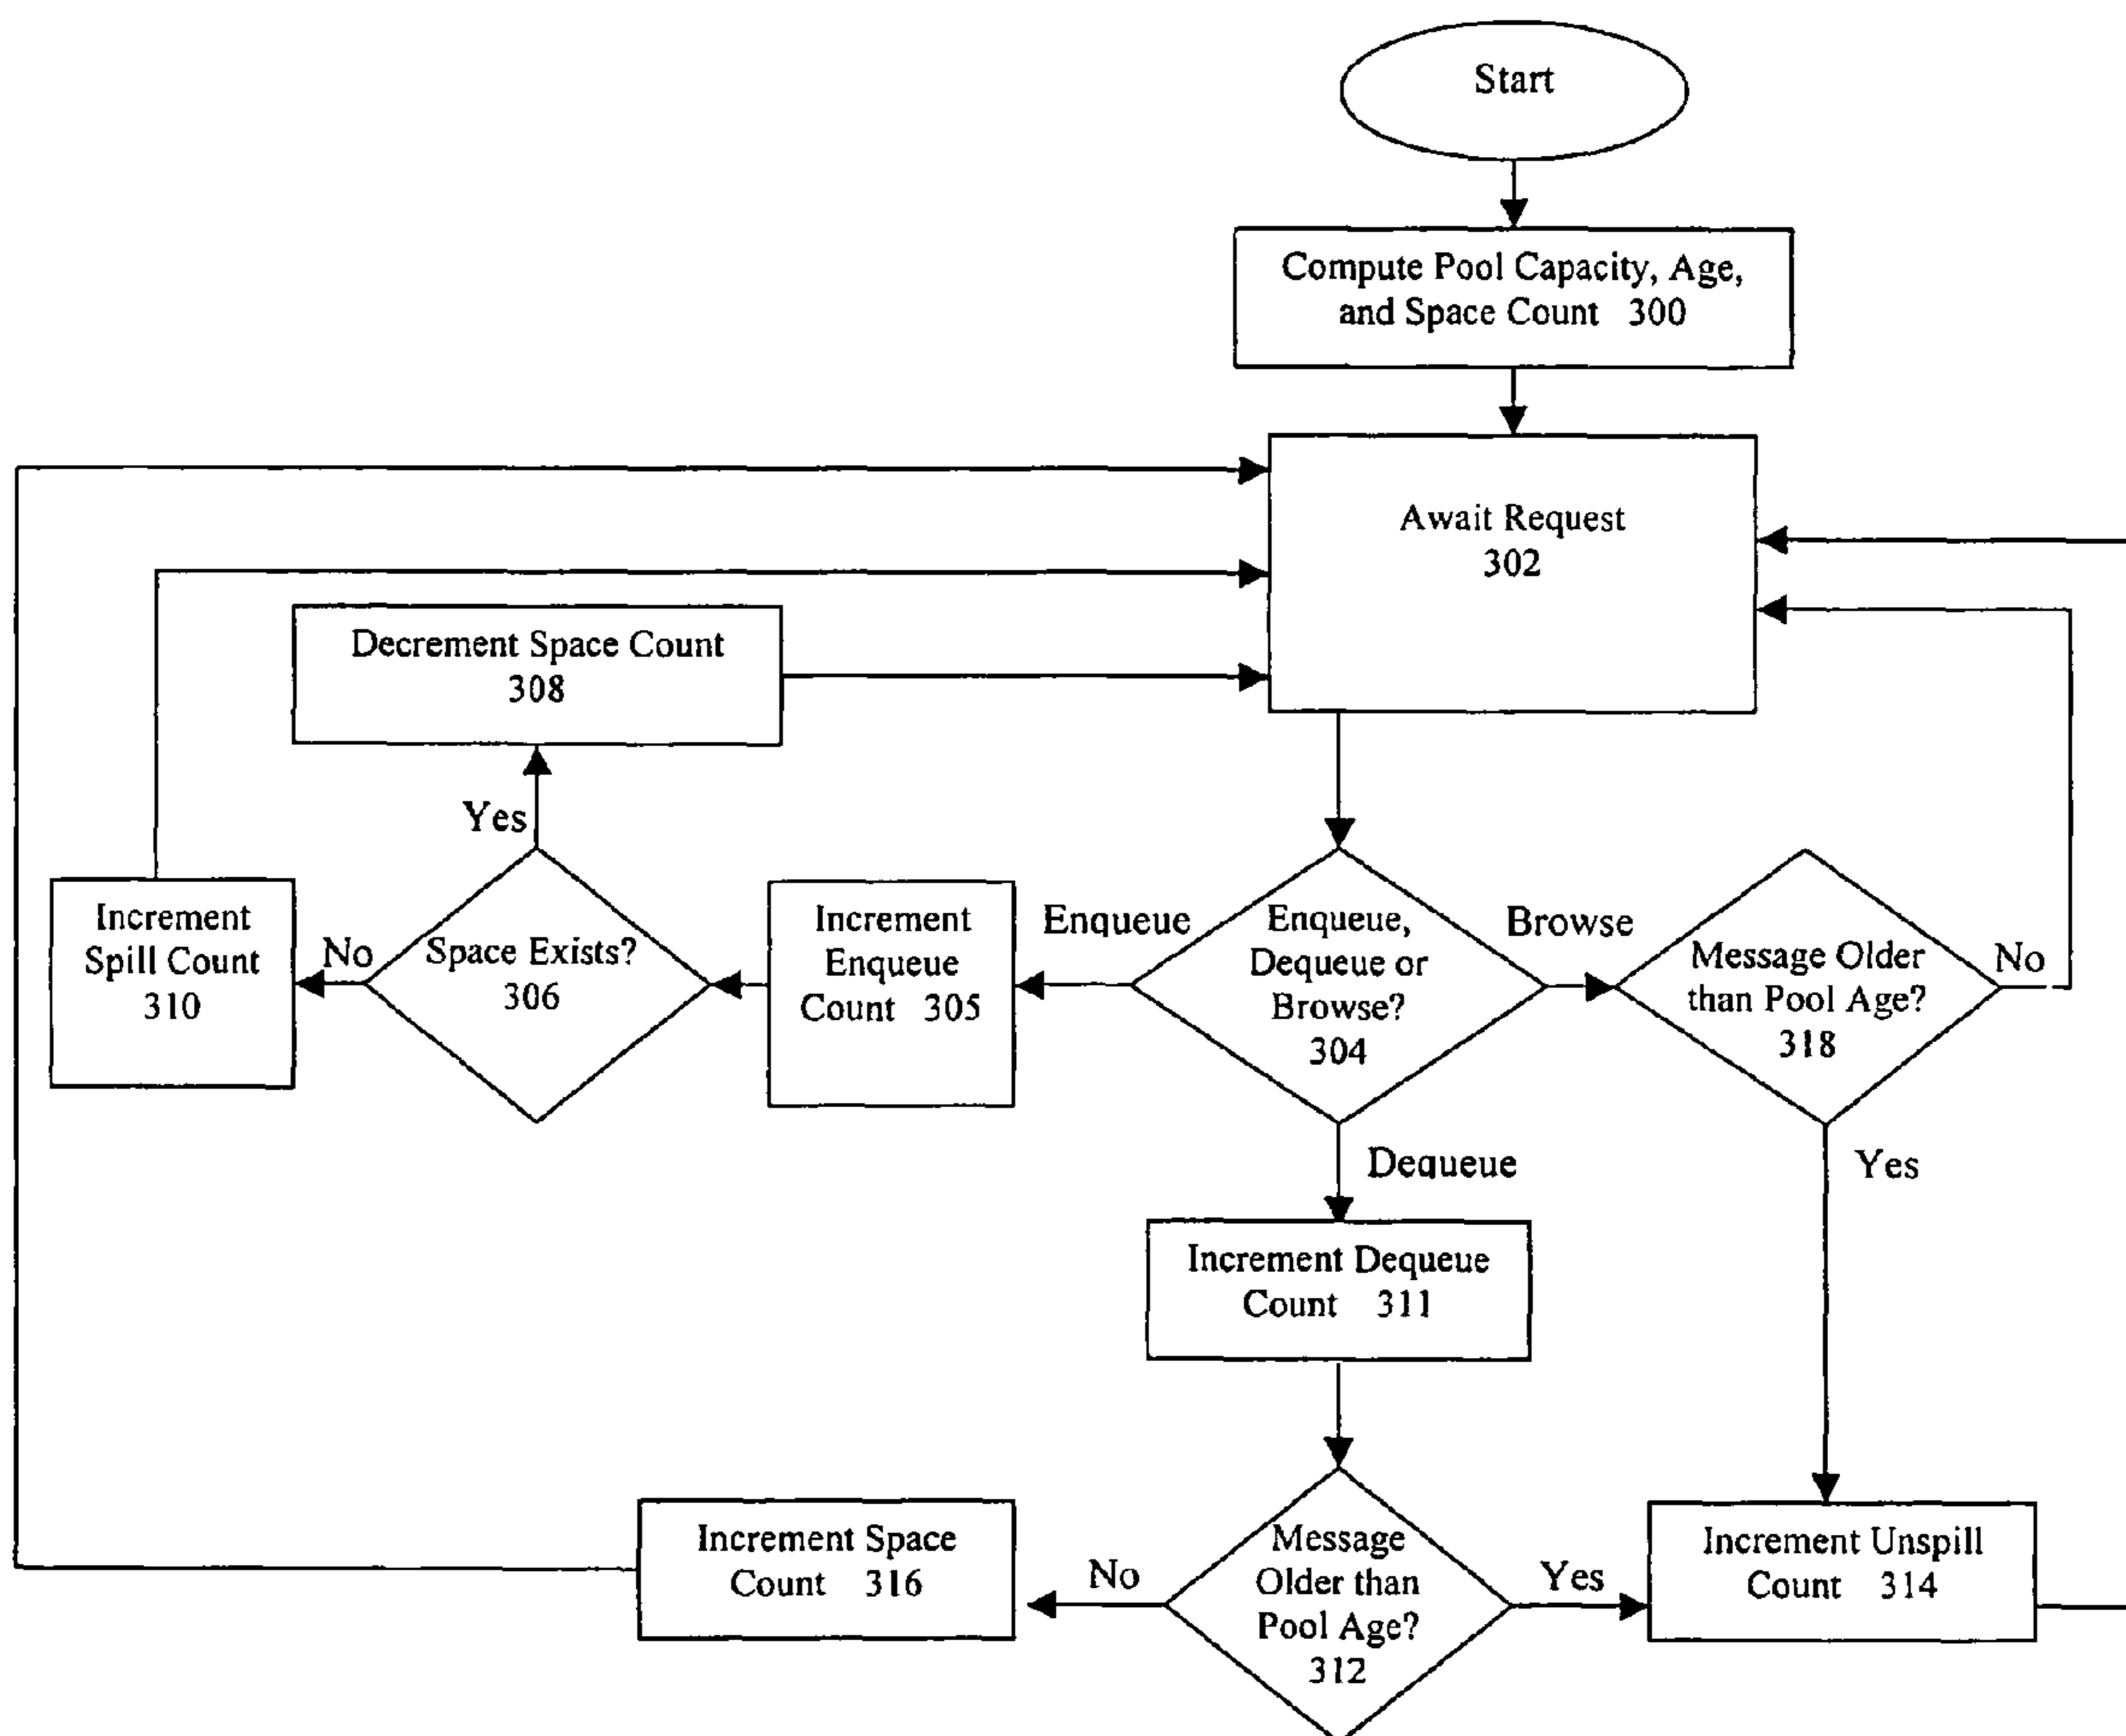 Start
Compute Pool Capacity, Age,
and Space Count 300
Await Request
302
Decrement Space Count
308
Yes
Increment
Spill Count
310
No
Space Exists?
306
Increment
Enqueue
Count 305
Enqueue
Enqueue,
Dequeue or
Browse?
304
Browse
Message Older
than Pool Age?
318
No
Dequeue
Yes
Increment Dequeue
Count 311
Increment Space
Count 316
No
Message
Older than
Pool Age?
312
Yes
Increment Unspill
Count 314